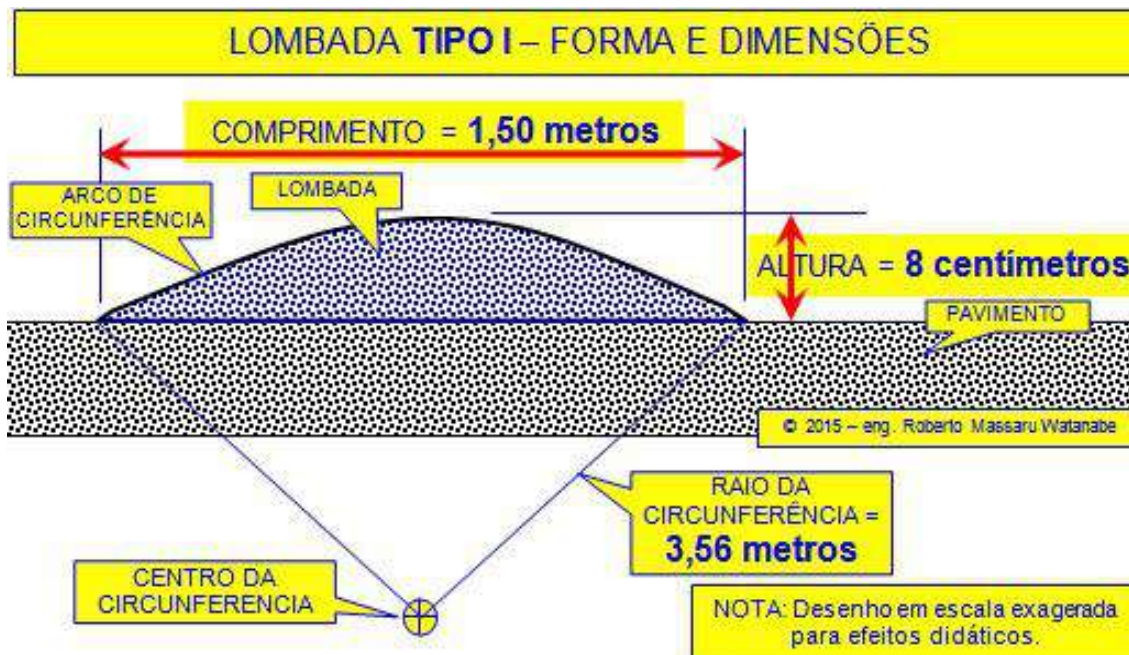 LOMBADA TIPO I – FORMA E DIMENSÖES
COMPRIMENTO = 1,50 metros
ARCO DE
CIRCUNFERÊNCIA
LOMBADA
ALTURA = 8 centímetros
PAVIMENTO
© 2015 – eng. Roberto Massaru Watanabe
RAIO DA
CIRCUNFERÊNCIA =
3,56 metros
CENTRO DA
CIRCUNFERENCIA
NOTA: Desenho em escala exagerada
para efeitos didáticos.